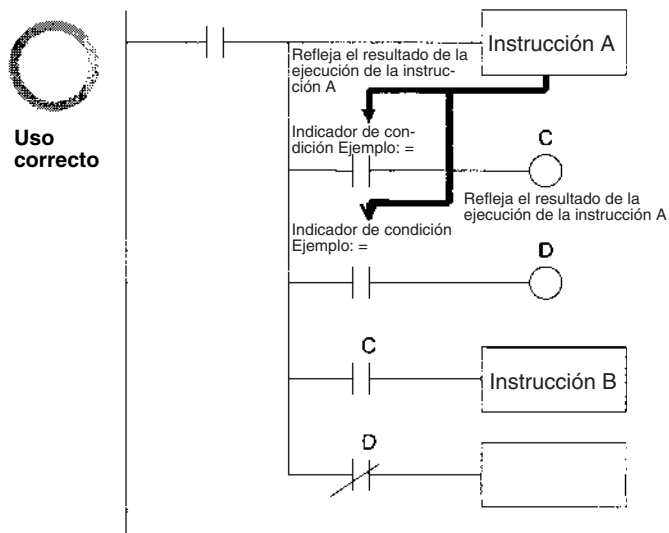 Uso
correcto
Instrucción A
Refleja el resultado de la
ejecución de la instruc-
ción A
Indicador de con-
dición Ejemplo: =
C
Refleja el resultado de la
ejecución de la instrucción A
Indicador de condición
Ejemplo: =
D
C
Instrucción B
D